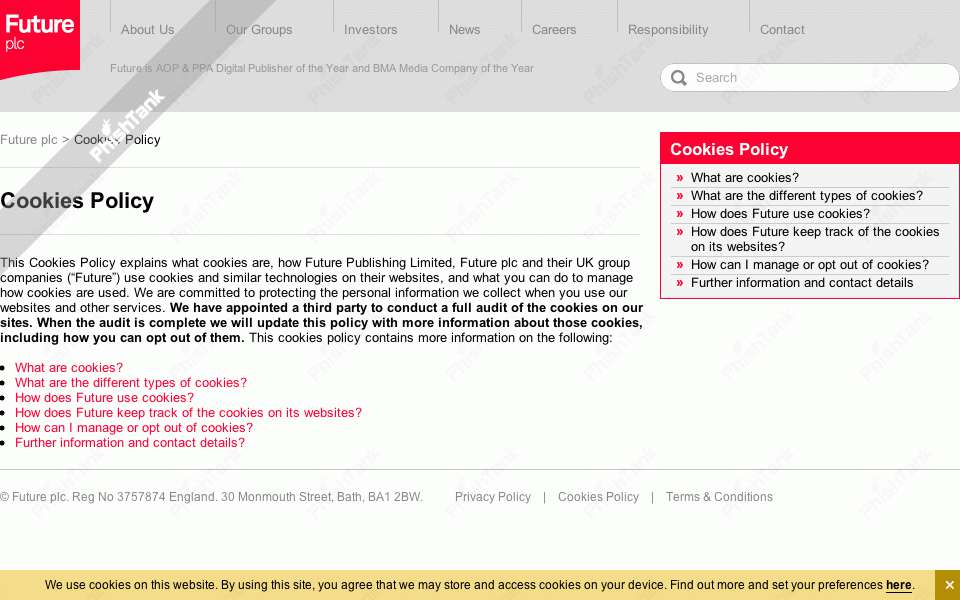 Future
plc
About Us
Our Groups
Investors
News
Careers
Responsibility
Contact
Future is AOP & PPA Digital Publisher of the Year and BMA Media Company of the Year
Search
PhishTank
Future plc > Cookies Policy
Cookies Policy
This Cookies Policy explains what cookies are, how Future Publishing Limited, Future plc and their UK group
companies (“Future”) use cookies and similar technologies on their websites, and what you can do to manage
how cookies are used. We are committed to protecting the personal information we collect when you use our
websites and other services. We have appointed a third party to conduct a full audit of the cookies on our
sites. When the audit is complete we will update this policy with more information about those cookies,
including how you can opt out of them. This cookies policy contains more information on the following:
What are cookies?
What are the different types of cookies?
How does Future use cookies?
How does Future keep track of the cookies on its websites?
How can I manage or opt out of cookies?
Further information and contact details?
Cookies Policy
» What are cookies?
» What are the different types of cookies?
» How does Future use cookies?
» How does Future keep track of the cookies
on its websites?
» How can I manage or opt out of cookies?
» Further information and contact details
© Future plc. Reg No 3757874 England. 30 Monmouth Street, Bath, BA1 2BW.
Privacy Policy | Cookies Policy | Terms & Conditions
We use cookies on this website. By using this site, you agree that we may store and access cookies on your device. Find out more and set your preferences here.